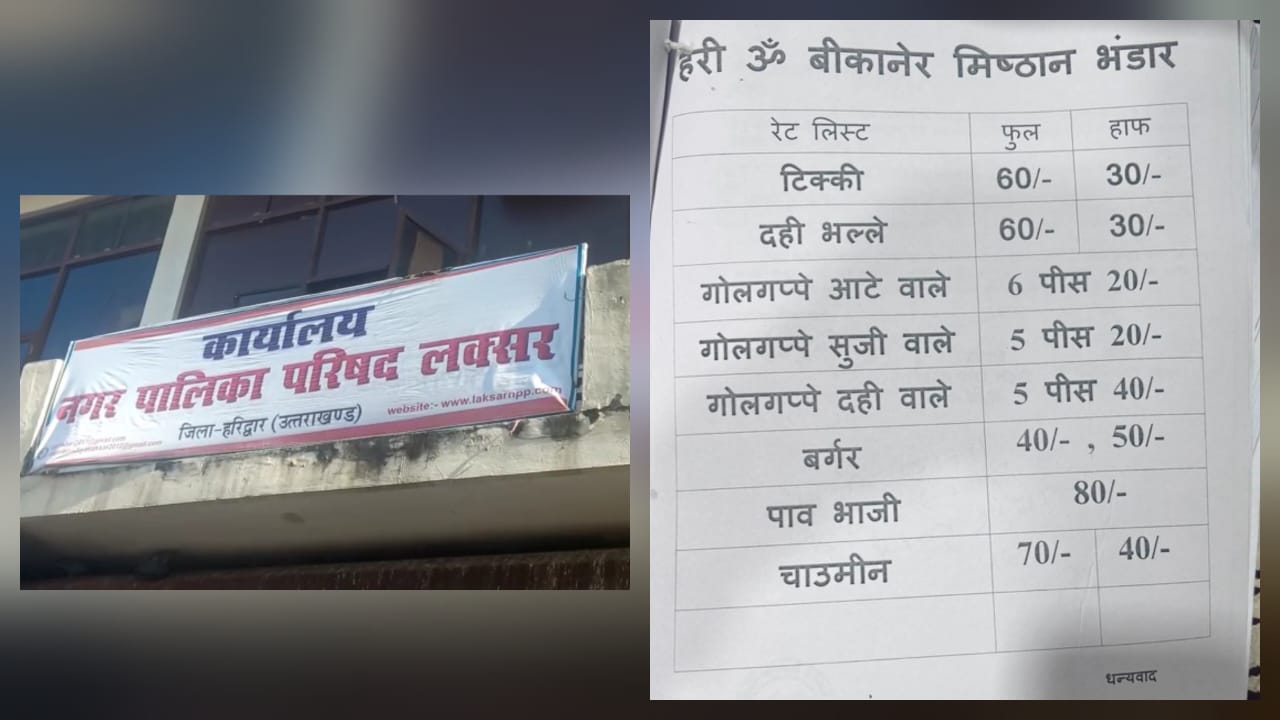 कार्यालय
नगर पालिका परिषद लक्सर
जिला-हरिद्वार (उत्तराखण्ड)
website:- www.laksarnpp.com
हरी ॐ बीकानेर मिष्ठान भंडार
रेट लिस्ट फुल हाफ
टिक्की 60/- 30/-
दही भल्ले 60/- 30/-
गोलगप्पे आटे वाले 6 पीस 20/-
गोलगप्पे सुजी वाले 5 पीस 20/-
गोलगप्पे दही वाले 5 पीस 40/-
बर्गर 40/- , 50/-
पाव भाजी 80/-
चाउमीन 70/- 40/-
धन्यवाद